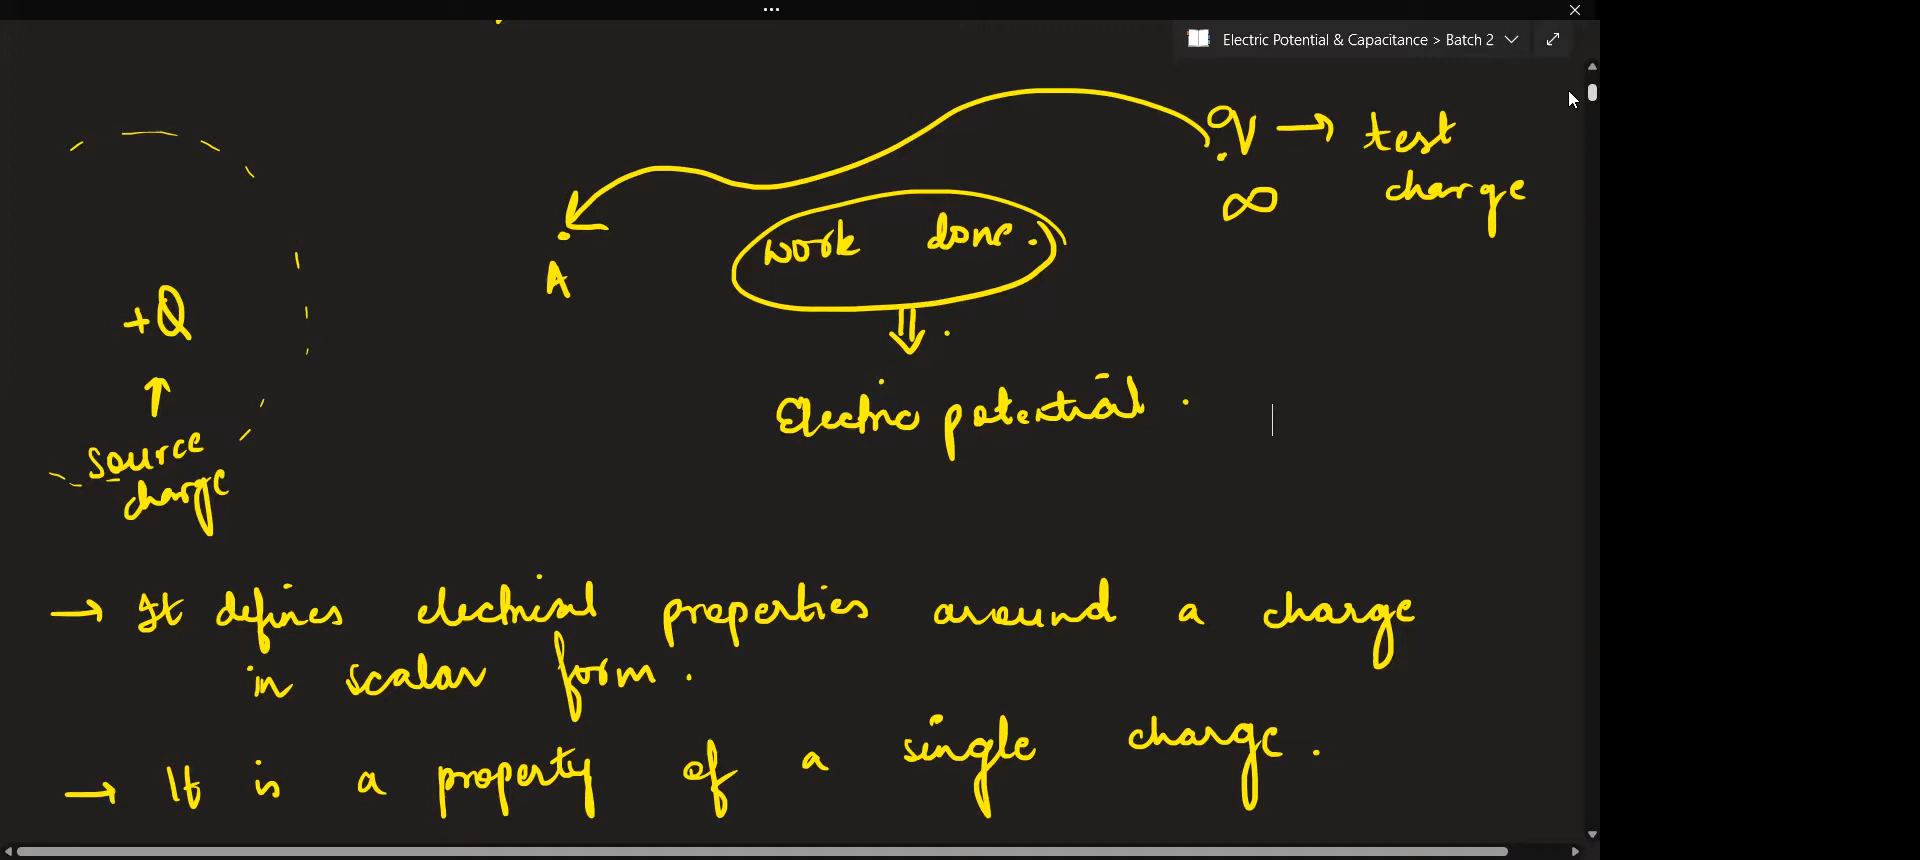 Electric Potential & Capacitance > Batch 2
q → test
charge
∞
A
work done.
+Q
⇓
Electric potential.
↑
source
charge
→ It defines electrical properties around a charge
in scalar form.
→ It is a property of a single charge.